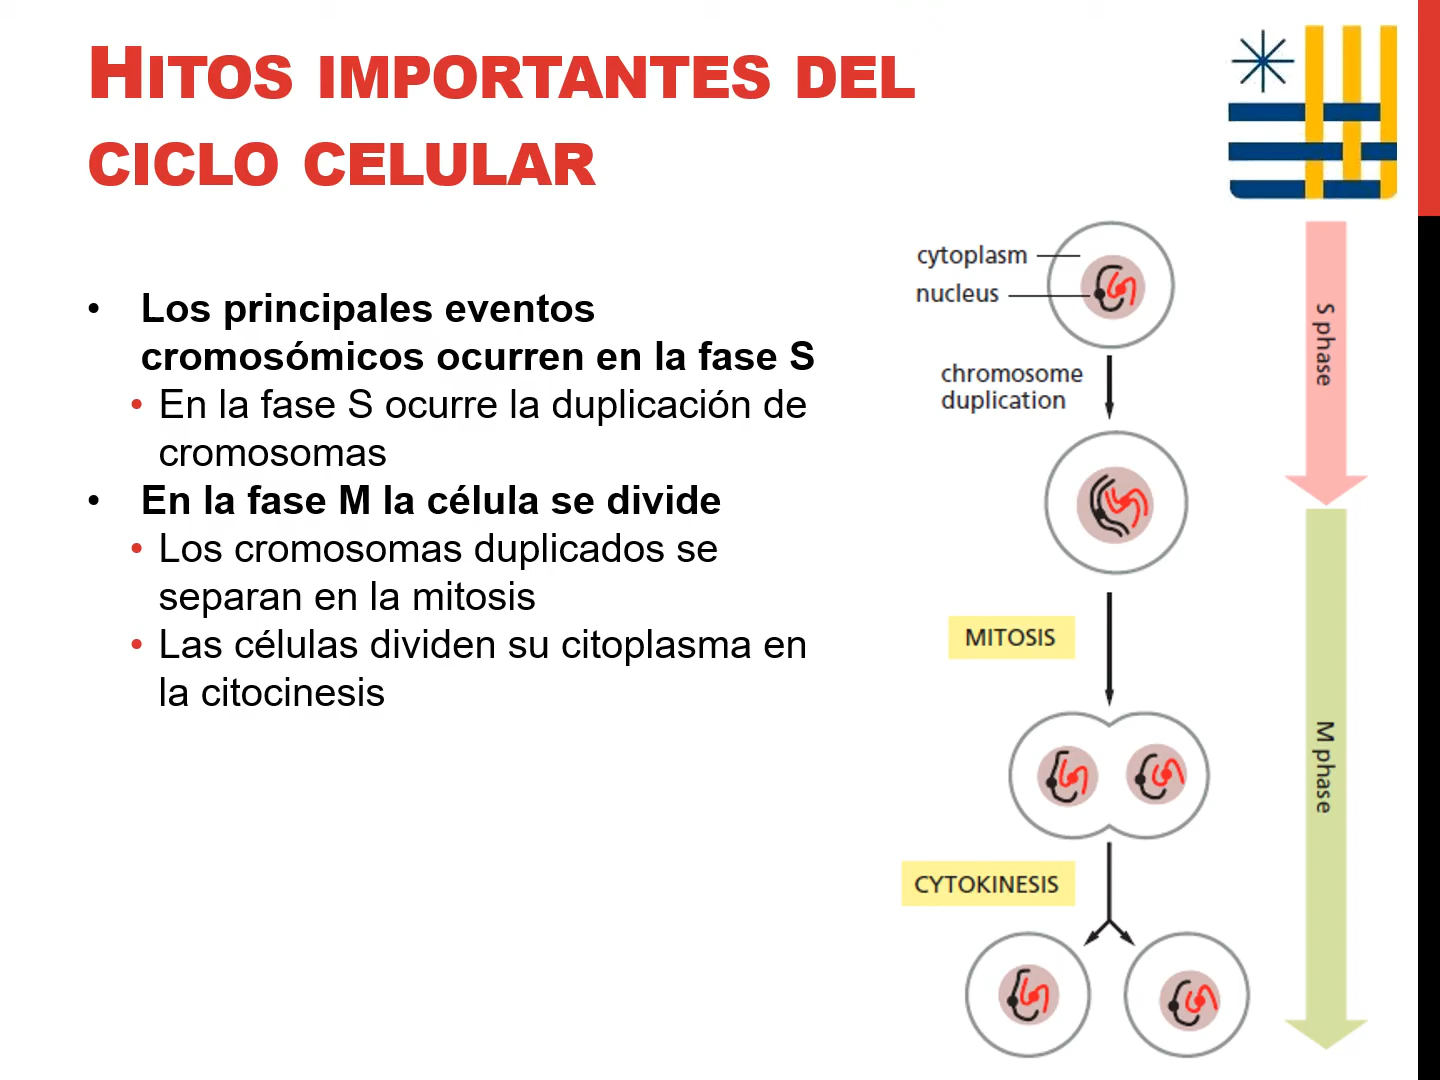 HITOS IMPORTANTES DEL
CICLO CELULAR
• Los principales eventos
cromosómicos ocurren en la fase S
• En la fase S ocurre la duplicación de
cromosomas
• En la fase M la célula se divide
• Los cromosomas duplicados se
separan en la mitosis
• Las células dividen su citoplasma en
la citocinesis
cytoplasm
nucleus
chromosome
duplication
MITOSIS
CYTOKINESIS
S phase
M phase